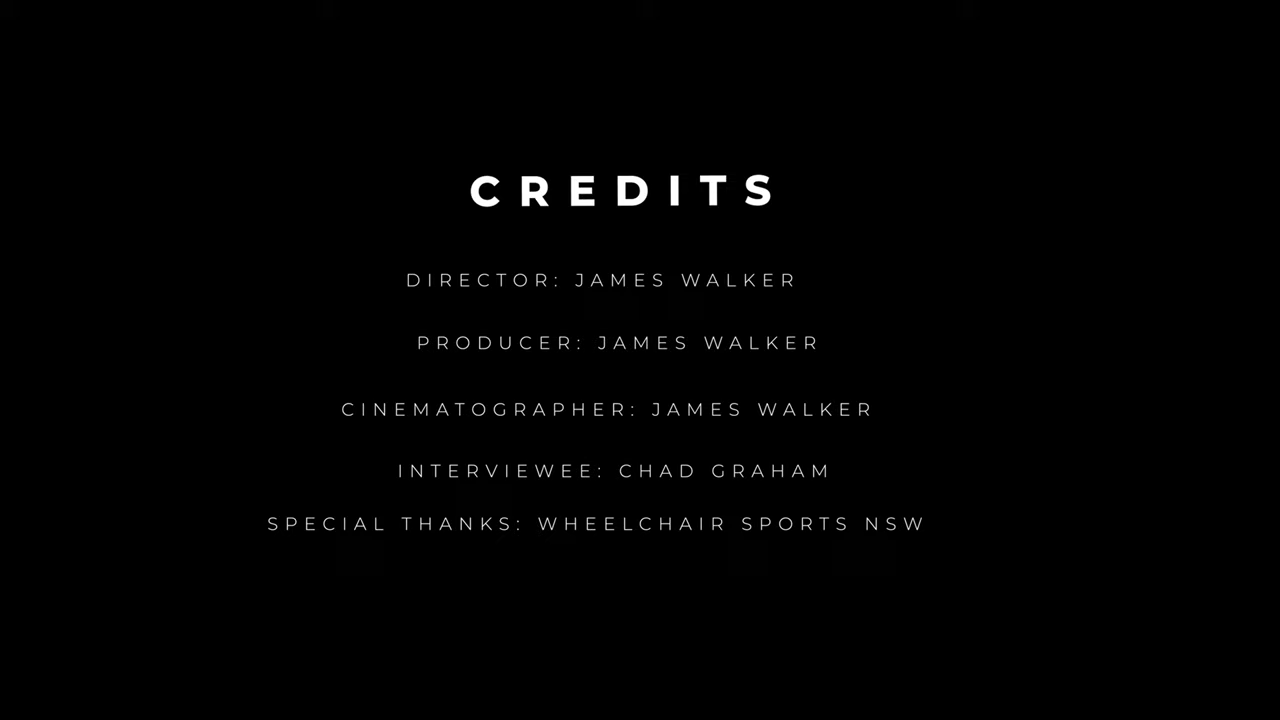 CREDITS
DIRECTOR: JAMES WALKER
PRODUCER: JAMES WALKER
CINEMATOGRAPHER: JAMES WALKER
INTERVIEWEE: CHAD GRAHAM
SPECIAL THANKS: WHEELCHAIR SPORTS NSW